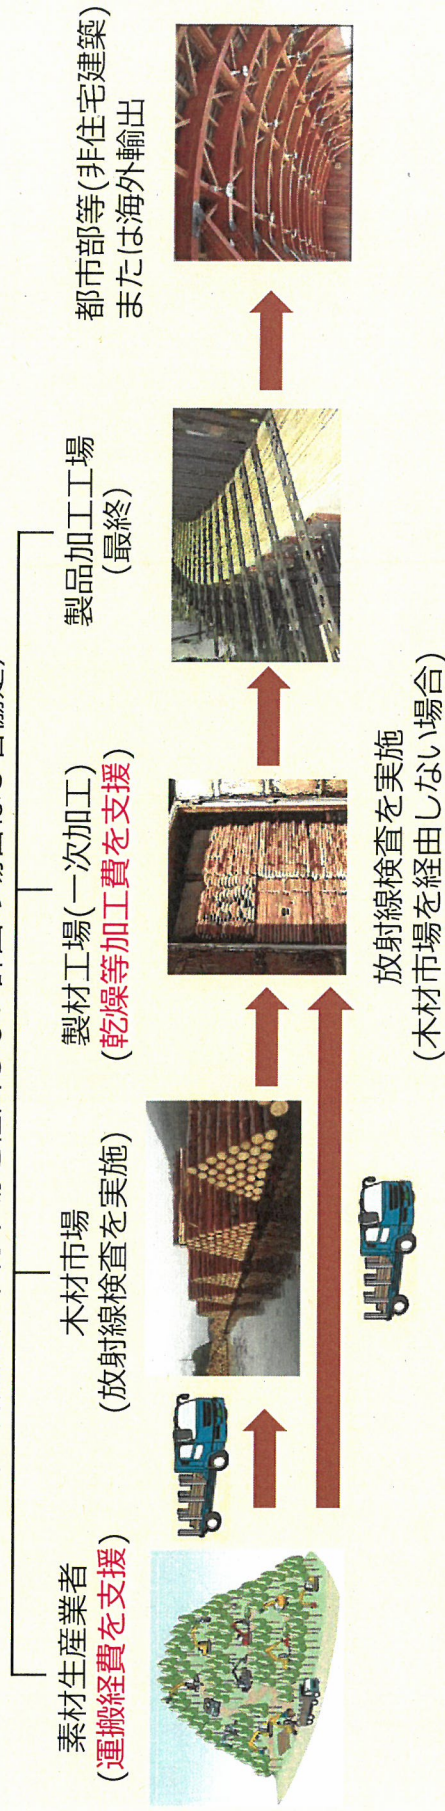 素材生産業者
(運搬経費を支援)
木材市場
(放射線検査を実施)
製材工場(一次加工)
(乾燥等加工費を支援)
製品加工工場
(最終)
都市部等(非住宅建築)
または海外輸出
放射線検査を実施
(木材市場を経由しない場合)